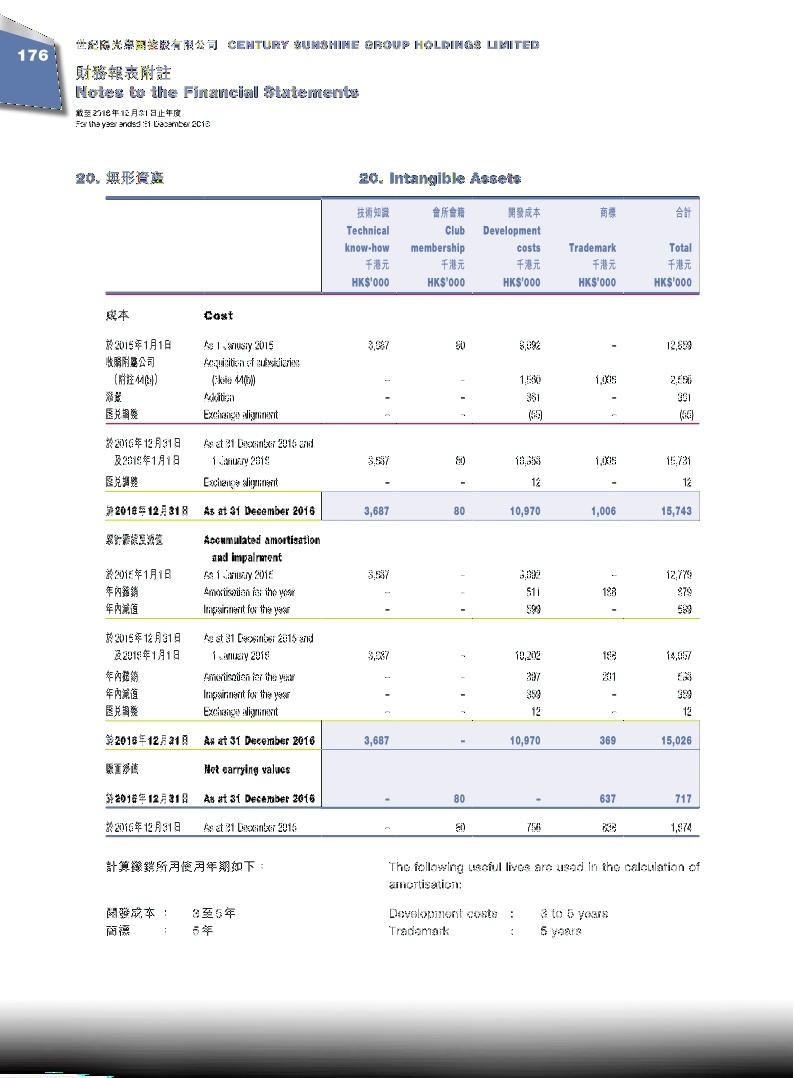 176
世紀陽光集團控股有限公司 CENTURY SUNSHINE GROUP HOLDINGS LIMITED
財務報表附註
Notes to the Financial Statements
截至2016年12月31日止年度
For the year ended 31 December 2016
20. 無形資產 20. Intangible Assets
技術知識 會所會籍 開發成本 商標 合計
Technical Club Development
know-how membership costs Trademark Total
千港元 千港元 千港元 千港元 千港元
HK$'000 HK$'000 HK$'000 HK$'000 HK$'000
成本 Cost
於2015年1月1日 As 1 January 2015 3,687 80 9,092 – 12,859
收購附屬公司 Acquisition of subsidiaries
（附註44(b)） (Note 44(b)) – – 1,560 1,006 2,566
添置 Addition – – 361 – 361
匯兌調整 Exchange alignment – – (55) – (55)
於2015年12月31日 As at 31 December 2015 and
及2016年1月1日 1 January 2016 3,687 80 10,958 1,006 15,731
匯兌調整 Exchange alignment – – 12 – 12
於2016年12月31日 As at 31 December 2016 3,687 80 10,970 1,006 15,743
累計攤銷及減值 Accumulated amortisation
and impairment
於2015年1月1日 As 1 January 2015 3,687 – 9,092 – 12,779
年內攤銷 Amortisation for the year – – 511 168 679
年內減值 Impairment for the year – – 599 – 599
於2015年12月31日 As at 31 December 2015 and
及2016年1月1日 1 January 2016 3,687 – 10,202 168 14,057
年內攤銷 Amortisation for the year – – 397 201 598
年內減值 Impairment for the year – – 359 – 359
匯兌調整 Exchange alignment – – 12 – 12
於2016年12月31日 As at 31 December 2016 3,687 – 10,970 369 15,026
賬面淨值 Net carrying values
於2016年12月31日 As at 31 December 2016 – 80 – 637 717
於2015年12月31日 As at 31 December 2015 – 80 756 838 1,674
計算攤銷所用使用年期如下： The following useful lives are used in the calculation of
amortisation:
開發成本 ： 3至5年 Development costs : 3 to 5 years
商標 ： 5年 Trademark : 5 years